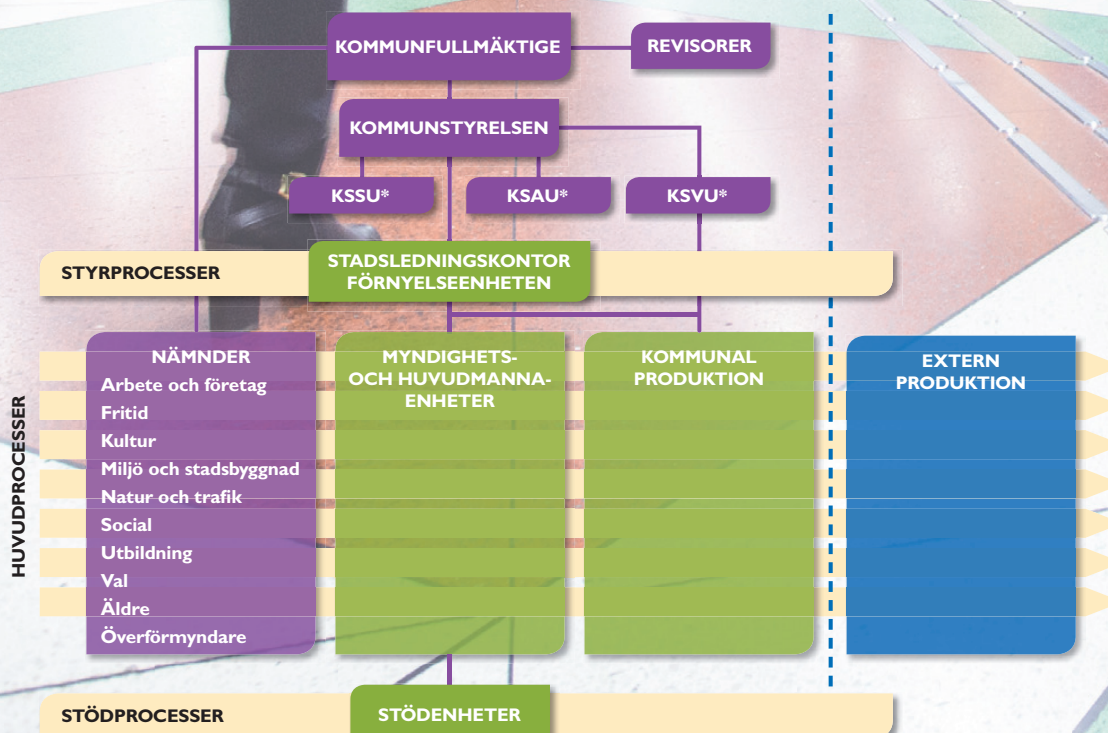 KOMMUNFULLMÄKTIGE
REVISORER
KOMMUNSTYRELSEN
KSSU*
KSAU*
KSVU*
STYRPROCESSER
STADSLEDNINGSKONTOR
FÖRNYELSEENHETEN
HUVUDPROCESSER
NÄMNDER
Arbete och företag
Fritid
Kultur
Miljö och stadsbyggnad
Natur och trafik
Social
Utbildning
Val
Äldre
Överförmyndare
MYNDIGHETS-
OCH HUVUDMANNA-
ENHETER
KOMMUNAL
PRODUKTION
EXTERN
PRODUKTION
STÖDPROCESSER
STÖDENHETER